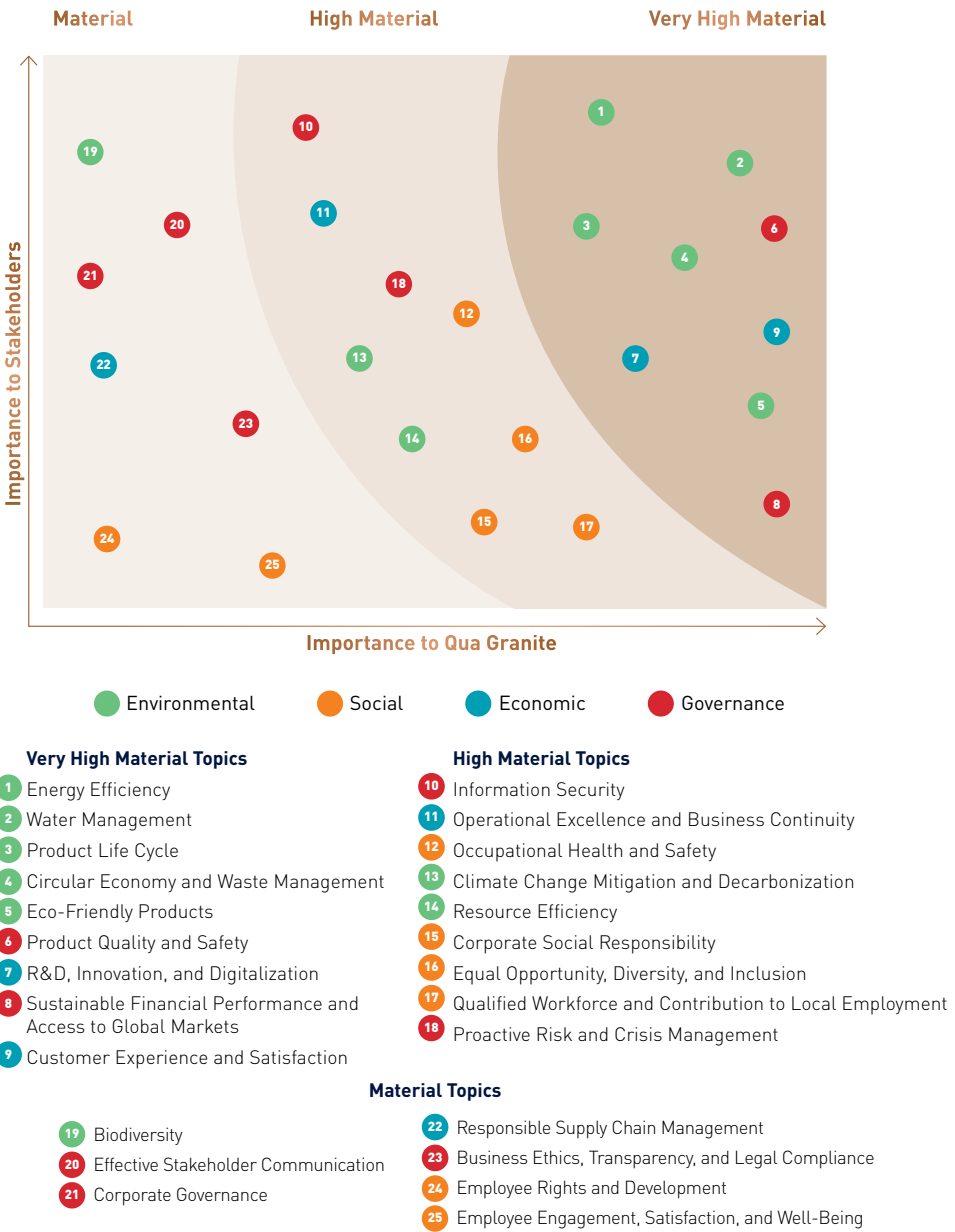 Material
High Material
Very High Material
Importance to Stakeholders
1
10
19
2
11
20
3
6
4
21
18
12
9
13
7
22
5
23
14
16
8
15
17
24
25
Importance to Qua Granite
Environmental
Social
Economic
Governance
Very High Material Topics
1 Energy Efficiency
2 Water Management
3 Product Life Cycle
4 Circular Economy and Waste Management
5 Eco-Friendly Products
6 Product Quality and Safety
7 R&D, Innovation, and Digitalization
8 Sustainable Financial Performance and
Access to Global Markets
9 Customer Experience and Satisfaction
High Material Topics
10 Information Security
11 Operational Excellence and Business Continuity
12 Occupational Health and Safety
13 Climate Change Mitigation and Decarbonization
14 Resource Efficiency
15 Corporate Social Responsibility
16 Equal Opportunity, Diversity, and Inclusion
17 Qualified Workforce and Contribution to Local Employment
18 Proactive Risk and Crisis Management
Material Topics
19 Biodiversity
20 Effective Stakeholder Communication
21 Corporate Governance
22 Responsible Supply Chain Management
23 Business Ethics, Transparency, and Legal Compliance
24 Employee Rights and Development
25 Employee Engagement, Satisfaction, and Well-Being